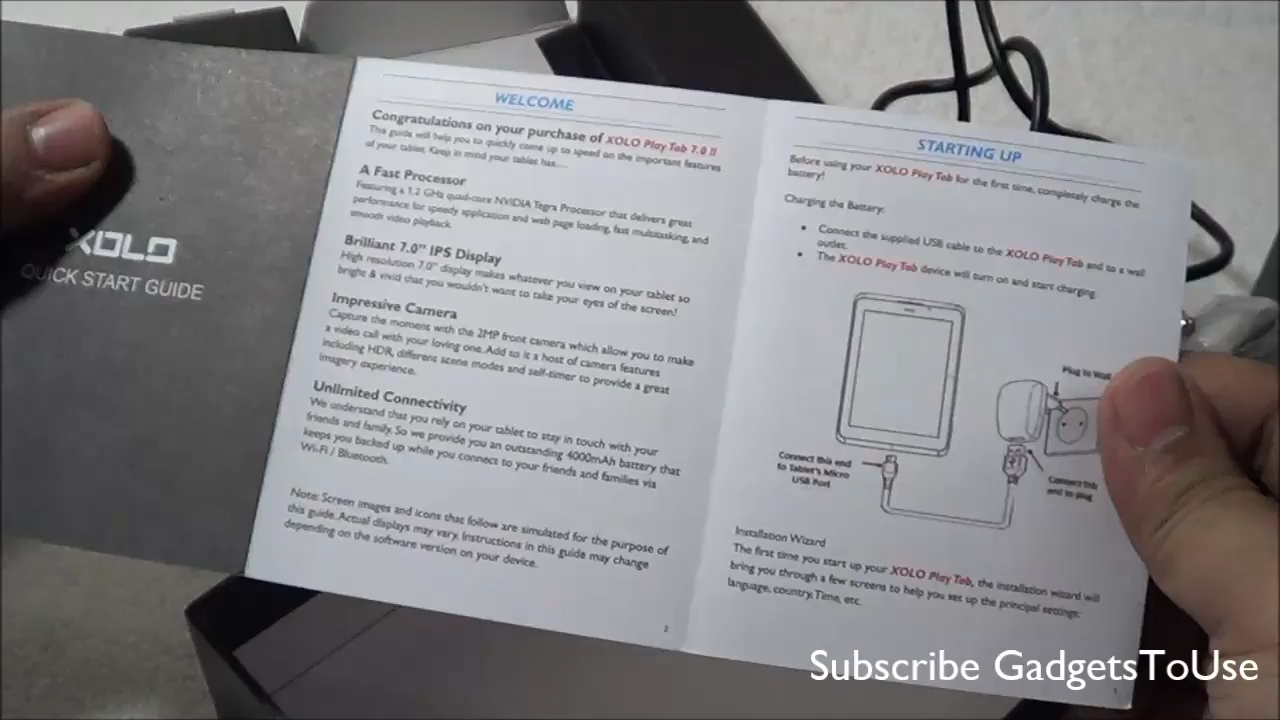 XOLO
QUICK START GUIDE
WELCOME
Congratulations on your purchase of XOLO Play Tab 7.0 !!
This guide will help you to quickly come up to speed on the important features
of your tablet. Keep in mind your tablet has....
A Fast Processor
Featuring a 1.2 GHz quad-core NVIDIA Tegra Processor that delivers great
performance for speedy application and web page loading, fast multitasking, and
smooth video playback.
Brilliant 7.0" IPS Display
High resolution 7.0" display makes whatever you view on your tablet so
bright & vivid that you wouldn't want to take your eyes of the screen!
Impressive Camera
Capture the moment with the 2MP front camera which allow you to make
a video call with your loving one. Add to it a host of camera features
including HDR, different scene modes and self-timer to provide a great
imagery experience.
Unlimited Connectivity
We understand that you rely on your tablet to stay in touch with your
friends and family. So we provide you an outstanding 4000mAh battery that
keeps you backed up while you connect to your friends and families via
Wi-Fi / Bluetooth.
Note: Screen images and icons that follow are simulated for the purpose of
this guide. Actual displays may vary. Instructions in this guide may change
depending on the software version on your device.
2
STARTING UP
Before using your XOLO Play Tab for the first time, completely charge the
battery!
Charging the Battery:
• Connect the supplied USB cable to the XOLO Play Tab and to a wall
outlet.
• The XOLO Play Tab device will turn on and start charging.
Plug to Wall
Connect this end
to Tablet's Micro
USB Port
Connect this
end to plug
Installation Wizard
The first time you start up your XOLO Play Tab, the installation wizard will
bring you through a few screens to help you set up the principal settings:
language, country, Time, etc.
Subscribe GadgetsToUse